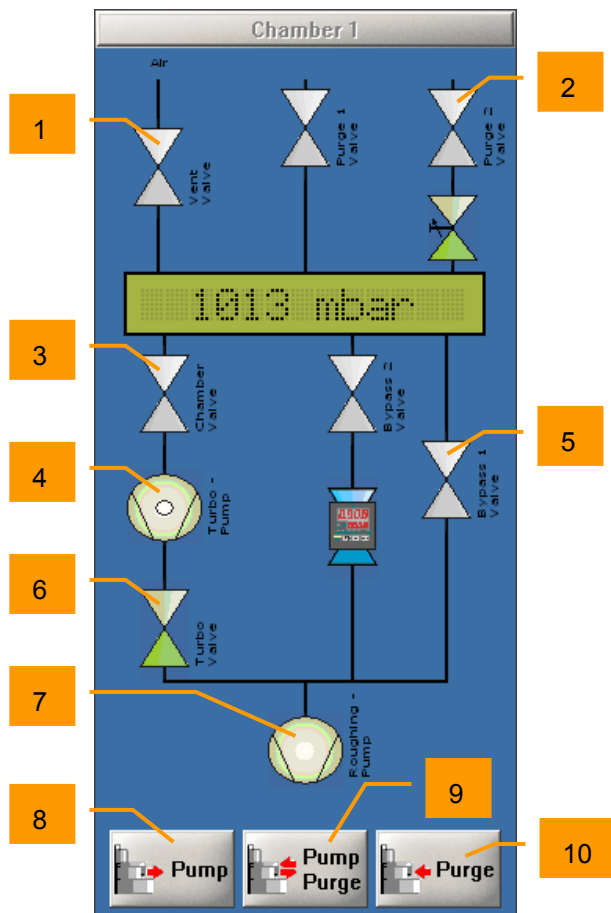 Chamber 1
Air
1
2
Vent
Valve
Purge 1
Valve
Purge 2
Valve
1013 mbar
3
Chamber
Valve
Bypass 2
Valve
5
Bypass 1
Valve
4
Turbo -
Pump
6
Turbo
Valve
7
Roughing -
Pump
8
9
10
Pump
Pump
Purge
Purge